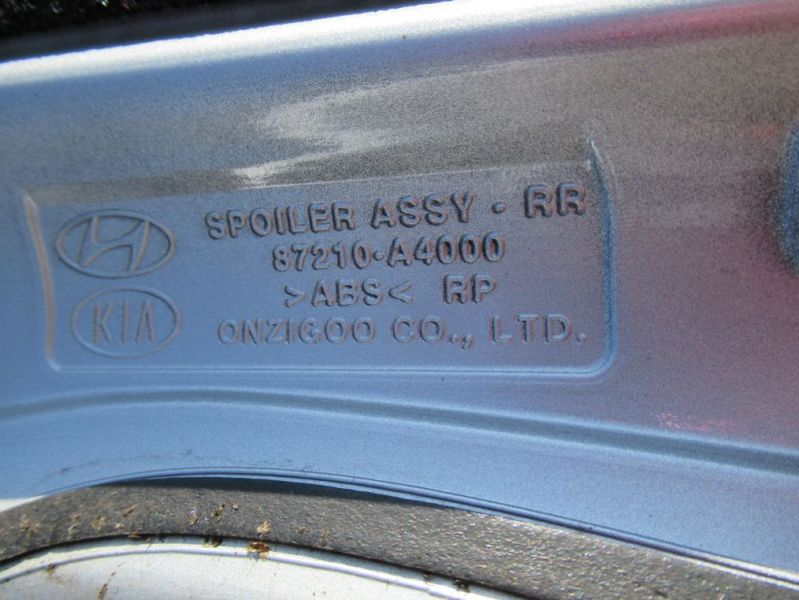 SPOILER ASSY - RR
87210-A4000
>ABS< RP
KIA
ONZIGOO CO., LTD.